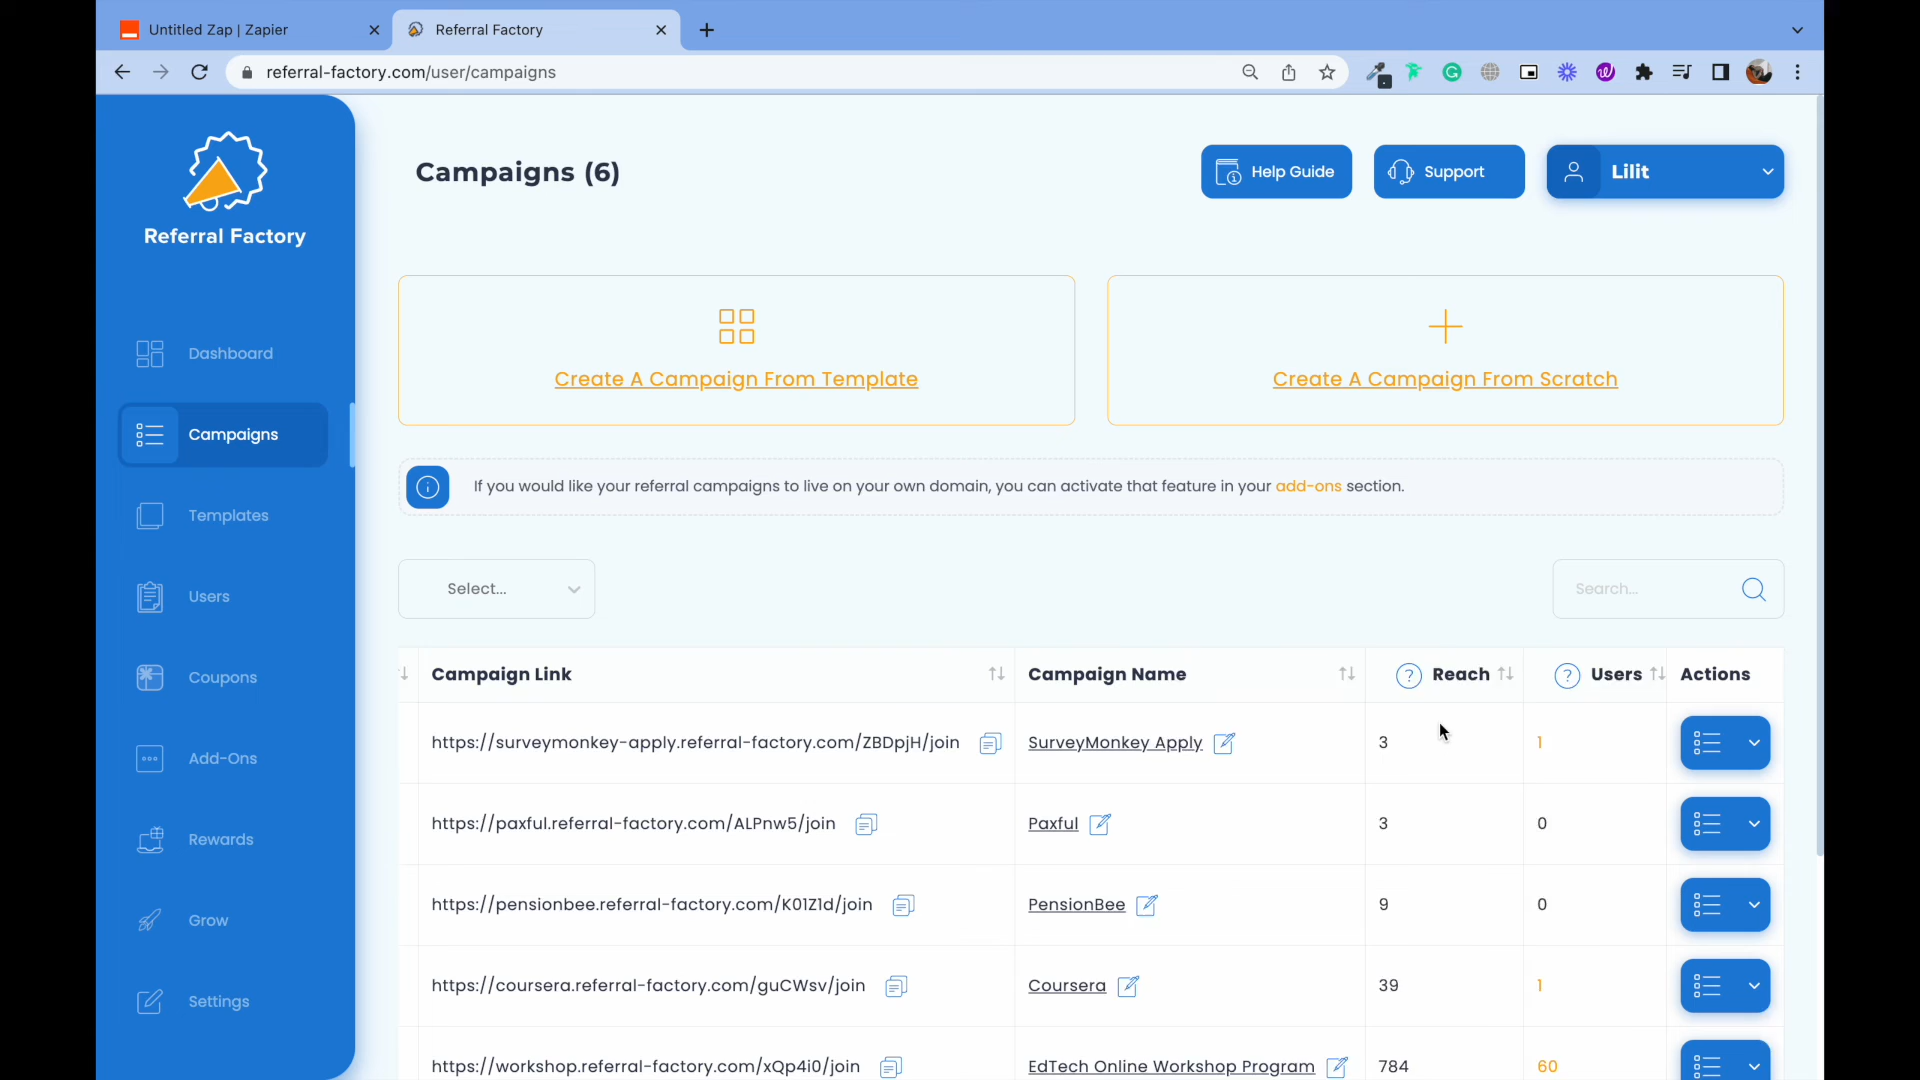 Untitled Zap | Zapier
Referral Factory
referral-factory.com/user/campaigns
Referral Factory
Dashboard
Campaigns
Templates
Users
Coupons
Add-Ons
Rewards
Grow
Settings
Campaigns (6)
Help Guide
Support
Lilit
Create A Campaign From Template
Create A Campaign From Scratch
If you would like your referral campaigns to live on your own domain, you can activate that feature in your add-ons section.
Select...
Search...
Campaign Link Campaign Name ? Reach ? Users Actions
https://surveymonkey-apply.referral-factory.com/ZBDpjH/join SurveyMonkey Apply 3 1
https://paxful.referral-factory.com/ALPnw5/join Paxful 3 0
https://pensionbee.referral-factory.com/K01Z1d/join PensionBee 9 0
https://coursera.referral-factory.com/guCWsv/join Coursera 39 1
https://workshop.referral-factory.com/xQp4i0/join EdTech Online Workshop Program 784 60